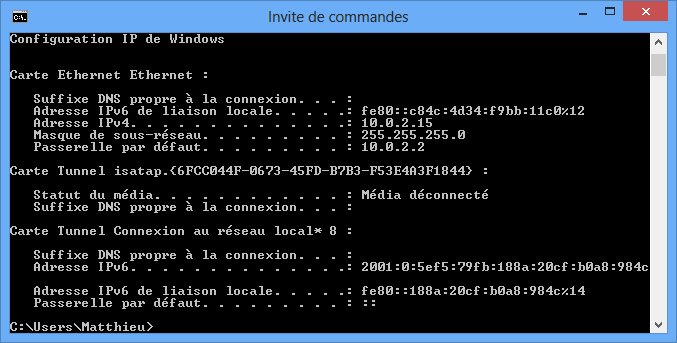 Invite de commandes
Configuration IP de Windows
Carte Ethernet Ethernet :
Suffixe DNS propre à la connexion. . . :
Adresse IPv6 de liaison locale. . . . .: fe80::c84c:4d34:f9bb:11c0%12
Adresse IPv4. . . . . . . . . . . . . .: 10.0.2.15
Masque de sous-réseau. . . . . . . . . : 255.255.255.0
Passerelle par défaut. . . . . . . . . : 10.0.2.2
Carte Tunnel isatap.{6FCC044F-0673-45FD-B7B3-F53E4A3F1844} :
Statut du média. . . . . . . . . . . . : Média déconnecté
Suffixe DNS propre à la connexion. . . :
Carte Tunnel Connexion au réseau local* 8 :
Suffixe DNS propre à la connexion. . . :
Adresse IPv6. . . . . . . . . . . . . .: 2001:0:5ef5:79fb:188a:20cf:b0a8:984c
Adresse IPv6 de liaison locale. . . . .: fe80::188a:20cf:b0a8:984c%14
Passerelle par défaut. . . . . . . . . : ::
C:\Users\Matthieu>